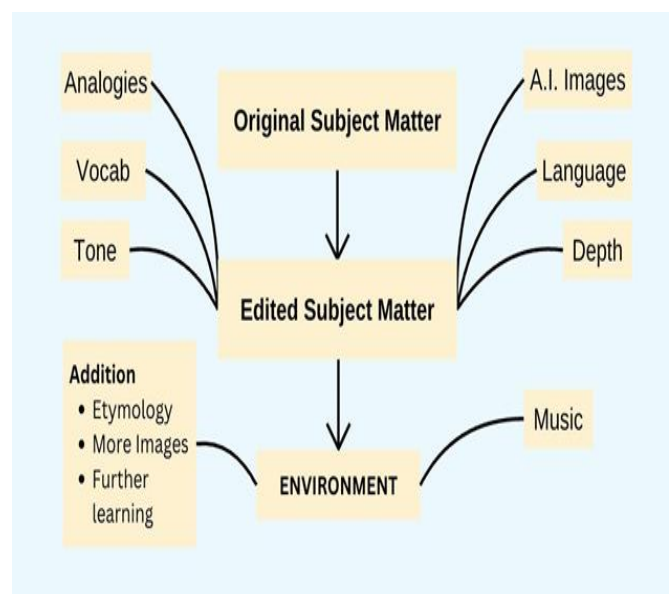 Analogies
Original Subject Matter
A.I. Images
Vocab
Language
Tone
Depth
Edited Subject Matter
Addition
• Etymology
• More Images
• Further
learning
Music
ENVIRONMENT